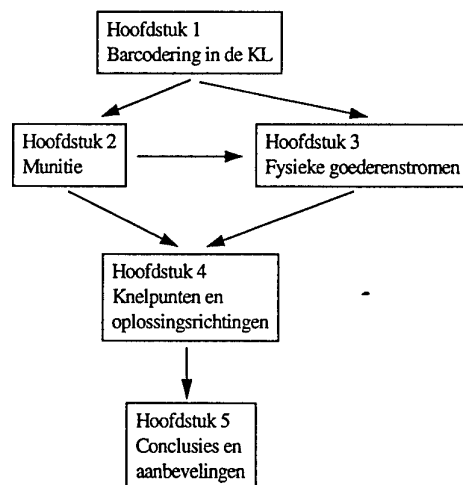 Hoofdstuk 1
Barcodering in de KL
Hoofdstuk 2
Munitie
Hoofdstuk 3
Fysieke goederenstromen
Hoofdstuk 4
Knelpunten en
oplossingsrichtingen
Hoofdstuk 5
Conclusies en
aanbevelingen